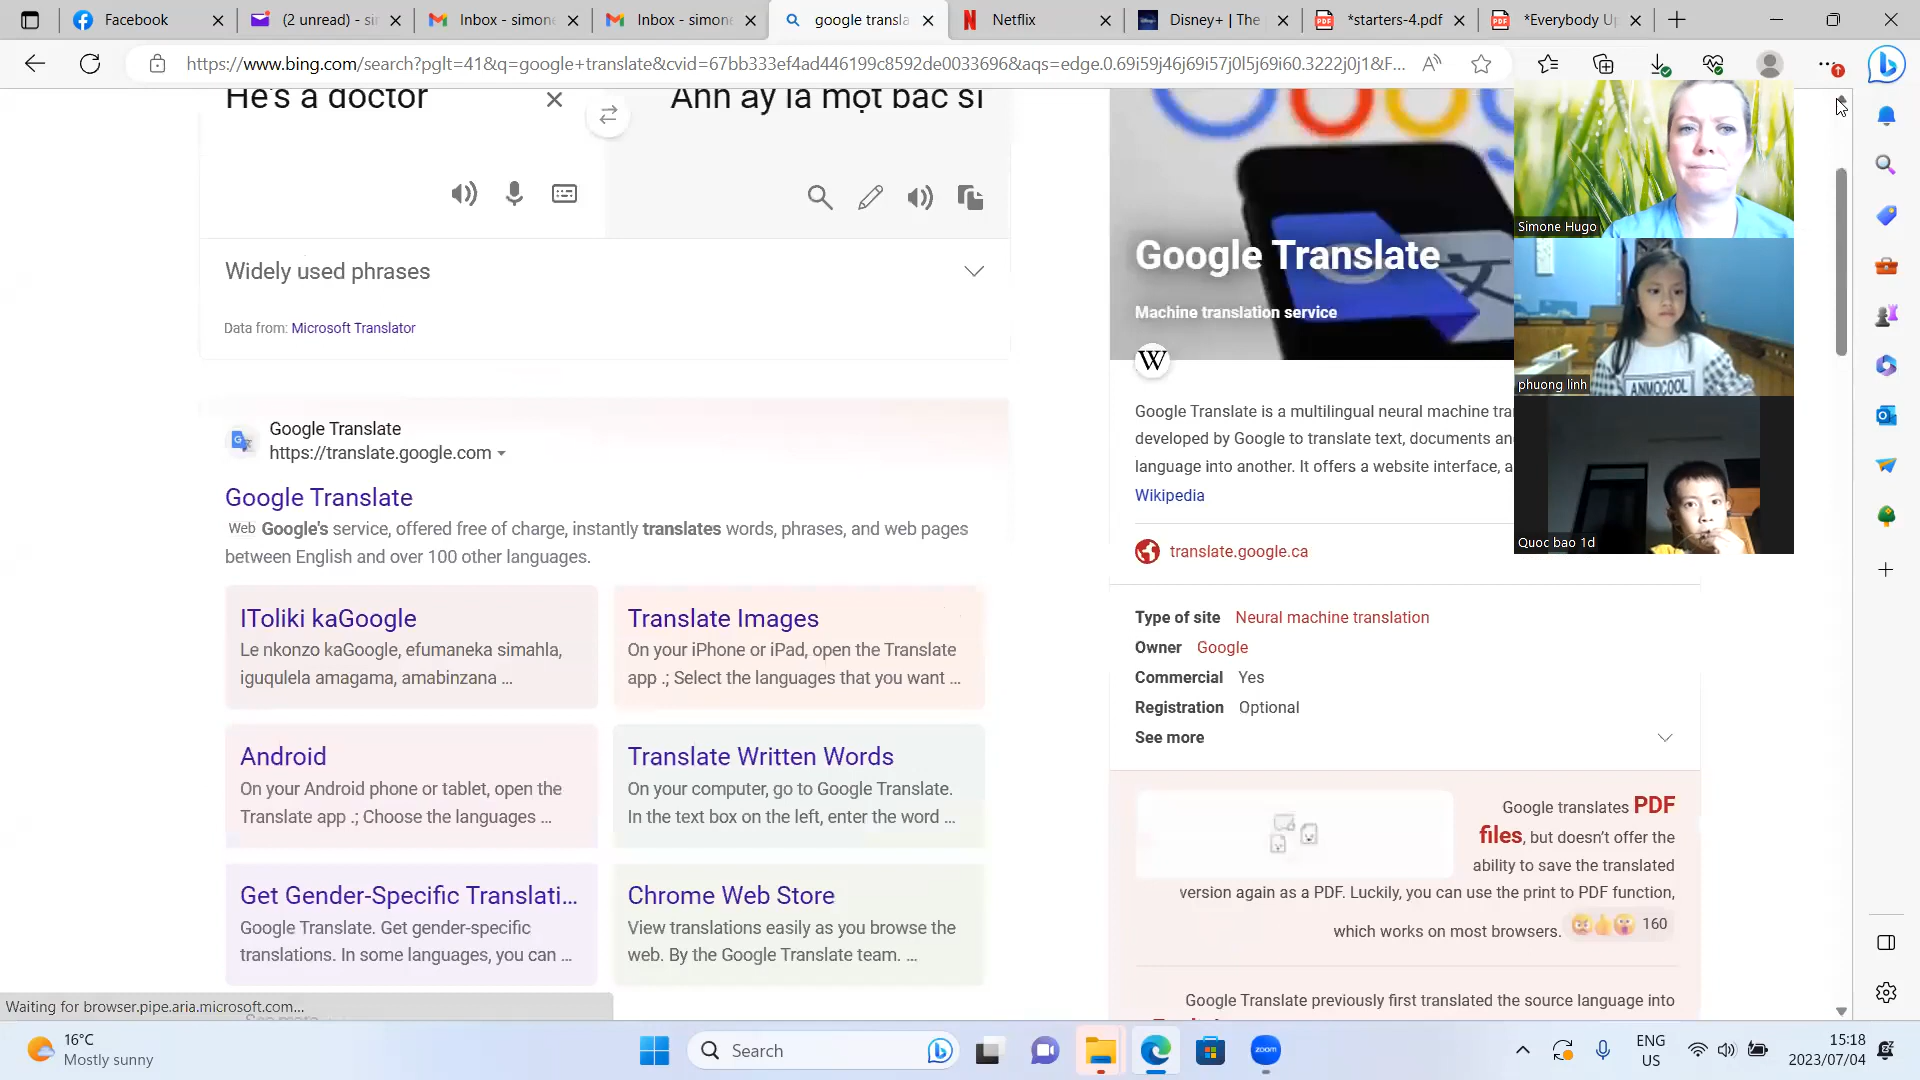 Facebook
(2 unread) - si
Inbox - simone
Inbox - simone
google transla
Netflix
Disney+ | The
*starters-4.pdf
*Everybody Up
https://www.bing.com/search?pglt=41&q=google+translate&cvid=67bb333ef4ad446199c8592de0033696&aqs=edge.0.69i59j46j69i57j0l5j69i60.3222j0j1&F...
He's a doctor
Anh ấy là một bác sĩ
Widely used phrases
Data from: Microsoft Translator
Google Translate
https://translate.google.com
Google Translate
Web Google's service, offered free of charge, instantly translates words, phrases, and web pages
between English and over 100 other languages.
IToliki kaGoogle
Le nkonzo kaGoogle, efumaneka simahla,
iguqulela amagama, amabinzana ...
Translate Images
On your iPhone or iPad, open the Translate
app .; Select the languages that you want ...
Android
On your Android phone or tablet, open the
Translate app .; Choose the languages ...
Translate Written Words
On your computer, go to Google Translate.
In the text box on the left, enter the word ...
Get Gender-Specific Translati...
Google Translate. Get gender-specific
translations. In some languages, you can ...
Chrome Web Store
View translations easily as you browse the
web. By the Google Translate team. ...
See more
Waiting for browser.pipe.aria.microsoft.com...
Google Translate
Machine translation service
W
Google Translate is a multilingual neural machine tra
developed by Google to translate text, documents an
language into another. It offers a website interface, a
Wikipedia
translate.google.ca
Type of site Neural machine translation
Owner Google
Commercial Yes
Registration Optional
See more
Google translates PDF
files, but doesn't offer the
ability to save the translated
version again as a PDF. Luckily, you can use the print to PDF function,
which works on most browsers. 160
Google Translate previously first translated the source language into
Simone Hugo
phuong linh
ANMOCOOL
Quoc bao 1d
16°C
Mostly sunny
Search
zoom
ENG
US
15:18
2023/07/04